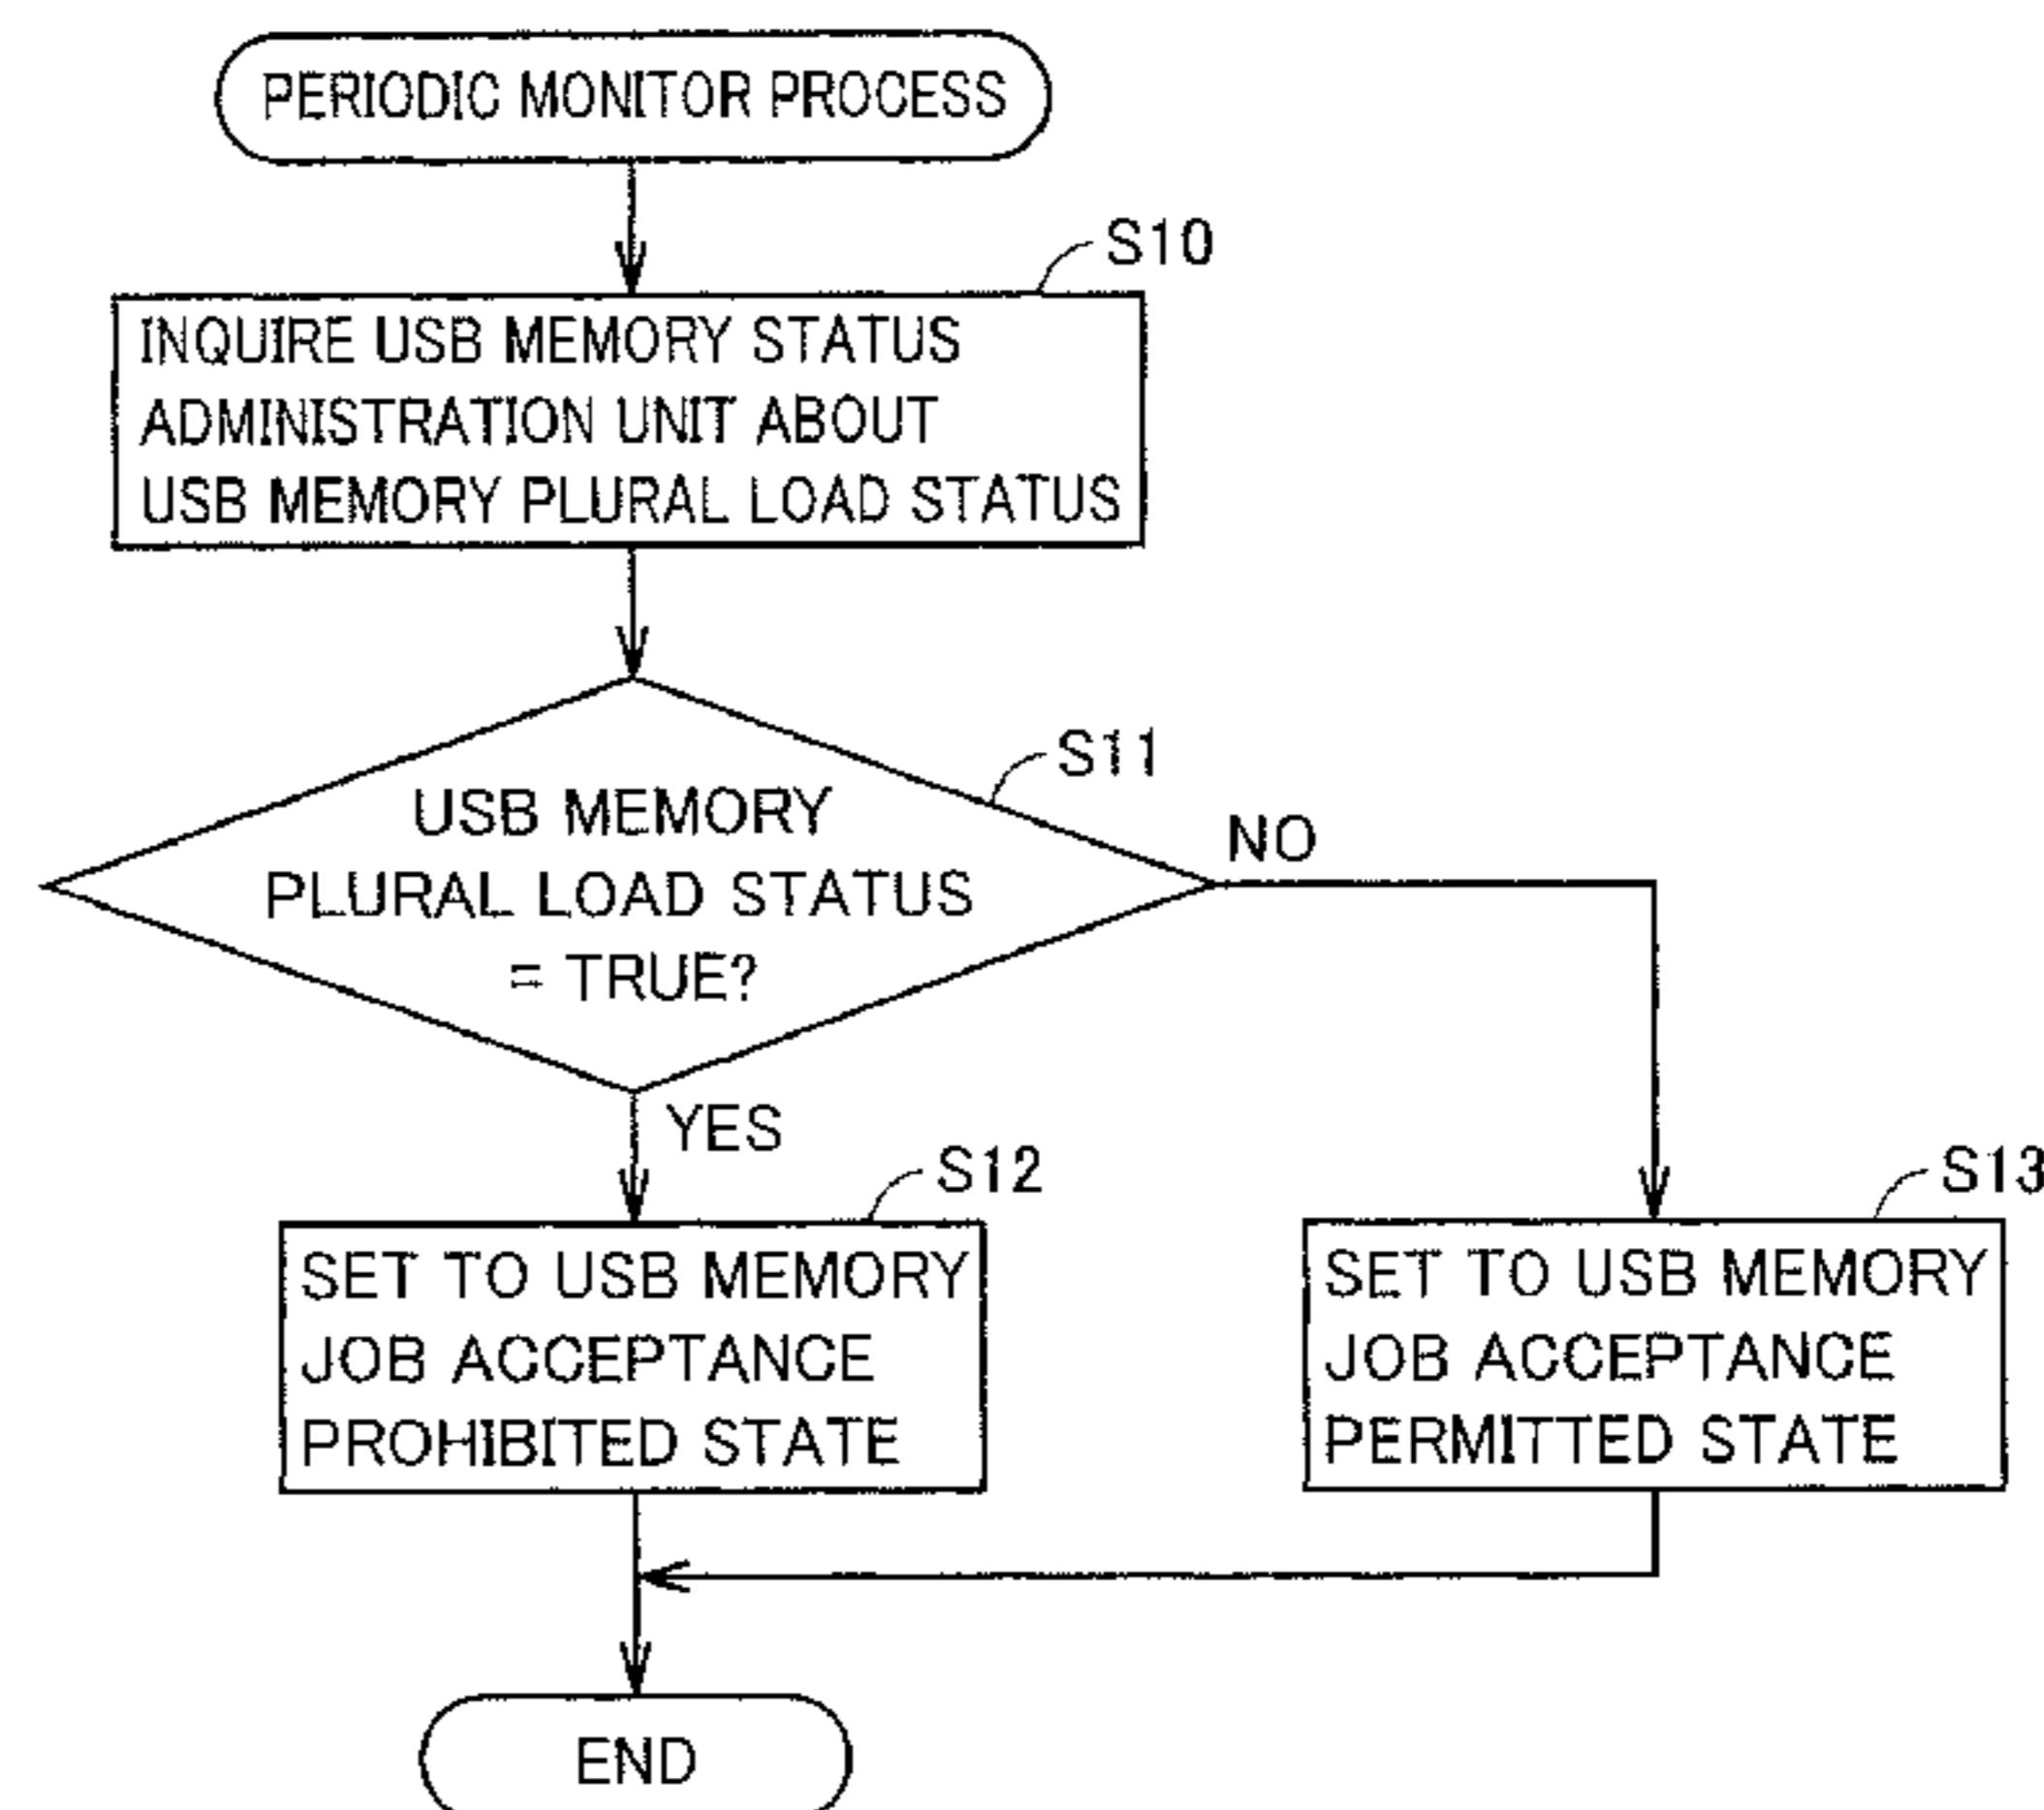 PERIODIC MONITOR PROCESS
S10
INQUIRE USB MEMORY STATUS
ADMINISTRATION UNIT ABOUT
USB MEMORY PLURAL LOAD STATUS
S11
USB MEMORY
PLURAL LOAD STATUS
= TRUE?
NO
YES
S12
SET TO USB MEMORY
JOB ACCEPTANCE
PROHIBITED STATE
S13
SET TO USB MEMORY
JOB ACCEPTANCE
PERMITTED STATE
END